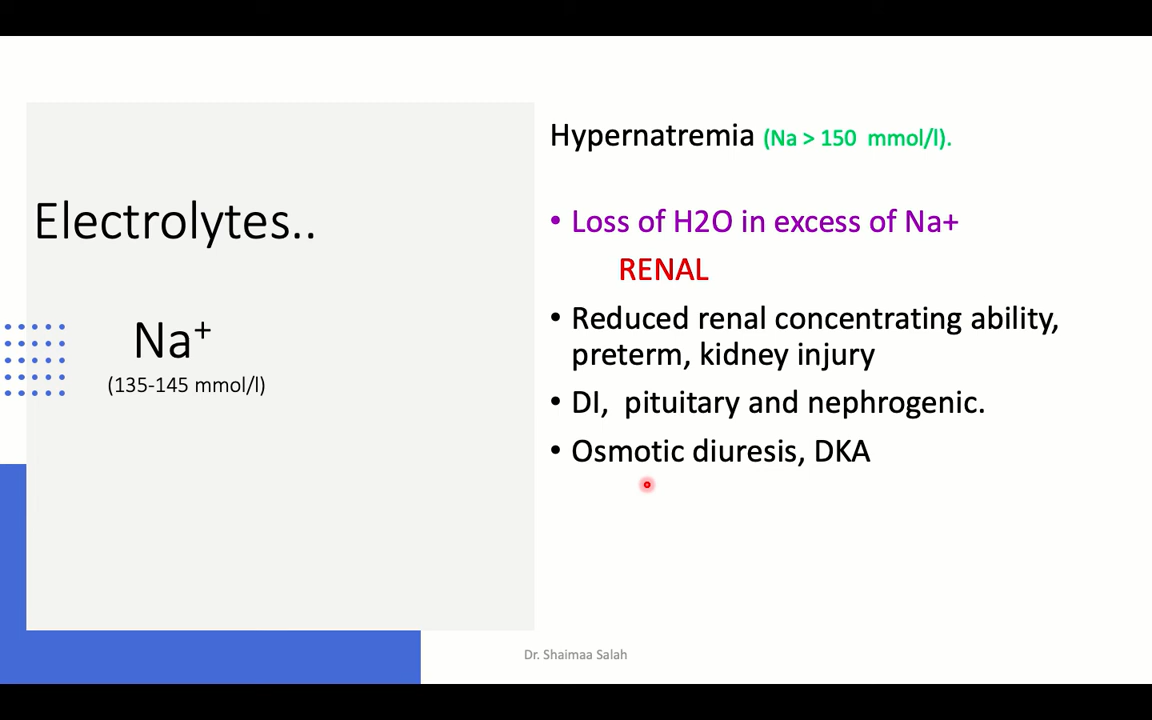 Electrolytes..
Na⁺
(135-145 mmol/l)
Hypernatremia (Na > 150 mmol/l).
• Loss of H2O in excess of Na+
RENAL
• Reduced renal concentrating ability,
preterm, kidney injury
• DI, pituitary and nephrogenic.
• Osmotic diuresis, DKA
Dr. Shaimaa Salah